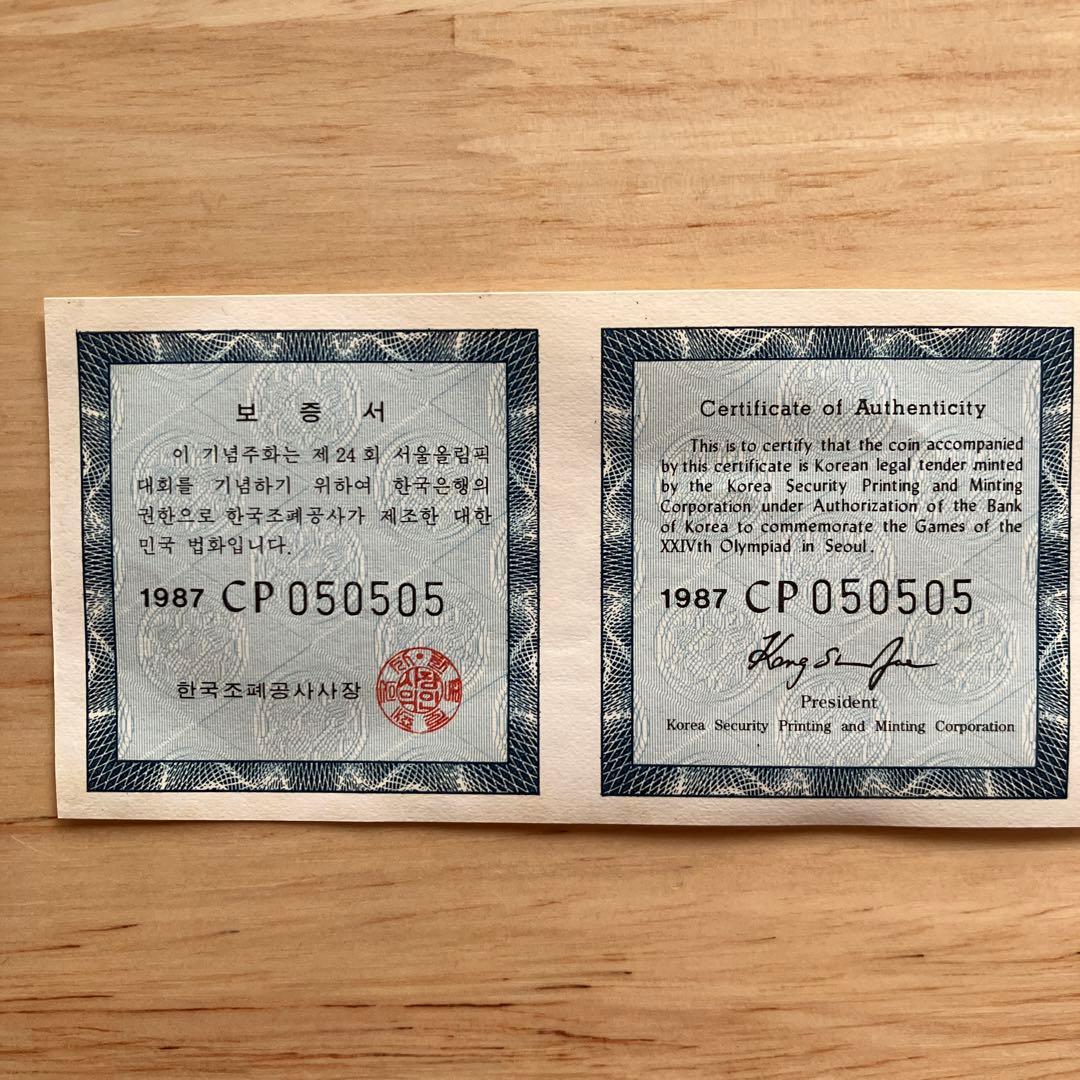 보 증 서
이 기념주화는 제 24 회 서울올림픽
대회를 기념하기 위하여 한국은행의
권한으로 한국조폐공사가 제조한 대한
민국 법화입니다.
1987 CP 050505
한국조폐공사사장
사장
의인
Certificate of Authenticity
This is to certify that the coin accompanied
by this certificate is Korean legal tender minted
by the Korea Security Printing and Minting
Corporation under Authorization of the Bank
of Korea to commemorate the Games of the
XXIVth Olympiad in Seoul.
1987 CP 050505
President
Korea Security Printing and Minting Corporation